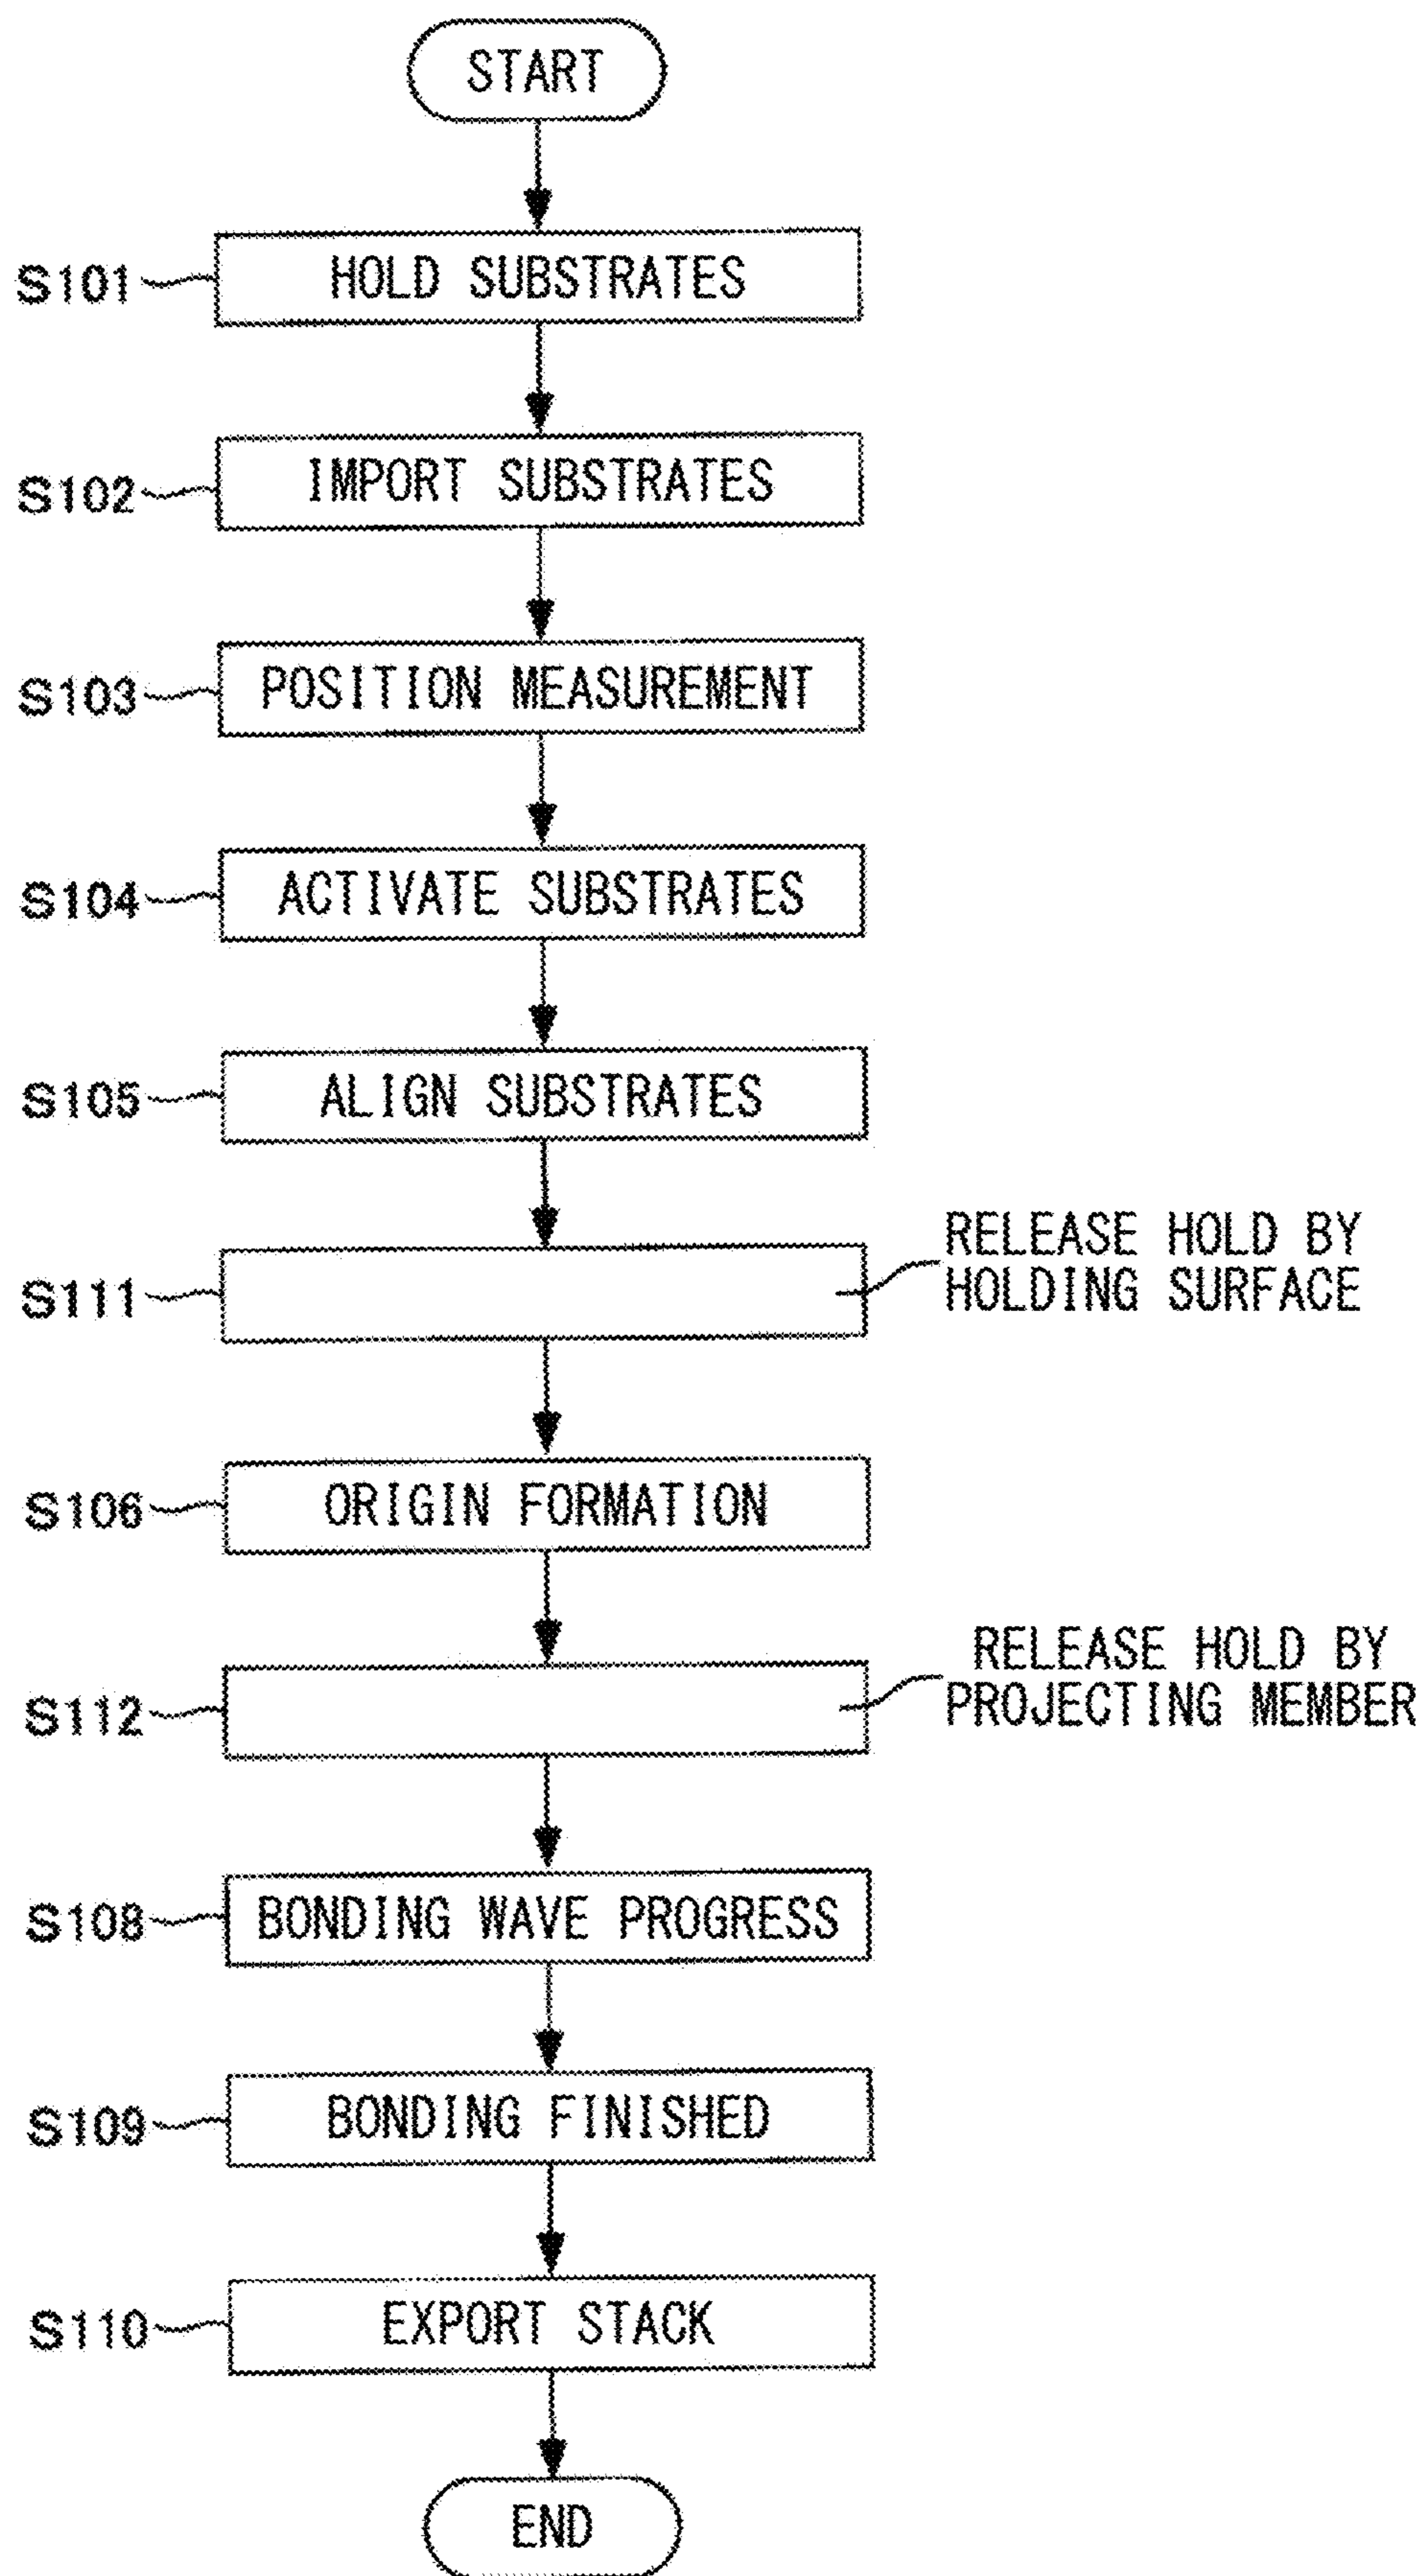 START
S101 HOLD SUBSTRATES
S102 IMPORT SUBSTRATES
S103 POSITION MEASUREMENT
S104 ACTIVATE SUBSTRATES
S105 ALIGN SUBSTRATES
S111
RELEASE HOLD BY
HOLDING SURFACE
S106 ORIGIN FORMATION
S112
RELEASE HOLD BY
PROJECTING MEMBER
S108 BONDING WAVE PROGRESS
S109 BONDING FINISHED
S110 EXPORT STACK
END